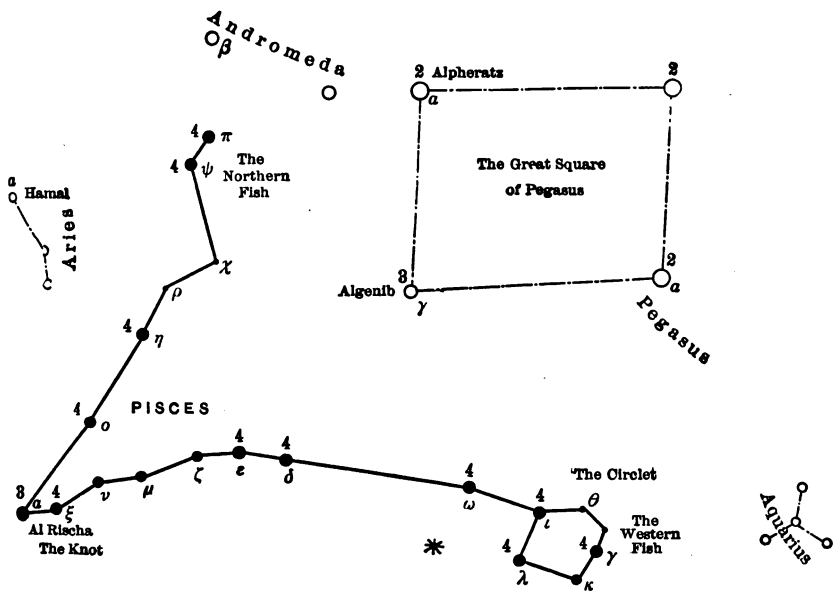 Andromeda
β
2 Alpheratz
a
2
4 π
4 ψ
The
Northern
Fish
The Great Square
of Pegasus
a
Hamal
Aries
χ
ρ
3
Algenib
γ
2
a
Pegasus
4
η
4
ο
PISCES
3
a
4
ξ
ν
μ
ζ
4
ε
4
δ
Al Rischa
The Knot
4
ω
The Circlet
4
ι
θ
The
Western
Fish
4
γ
4
λ
κ
Aquarius